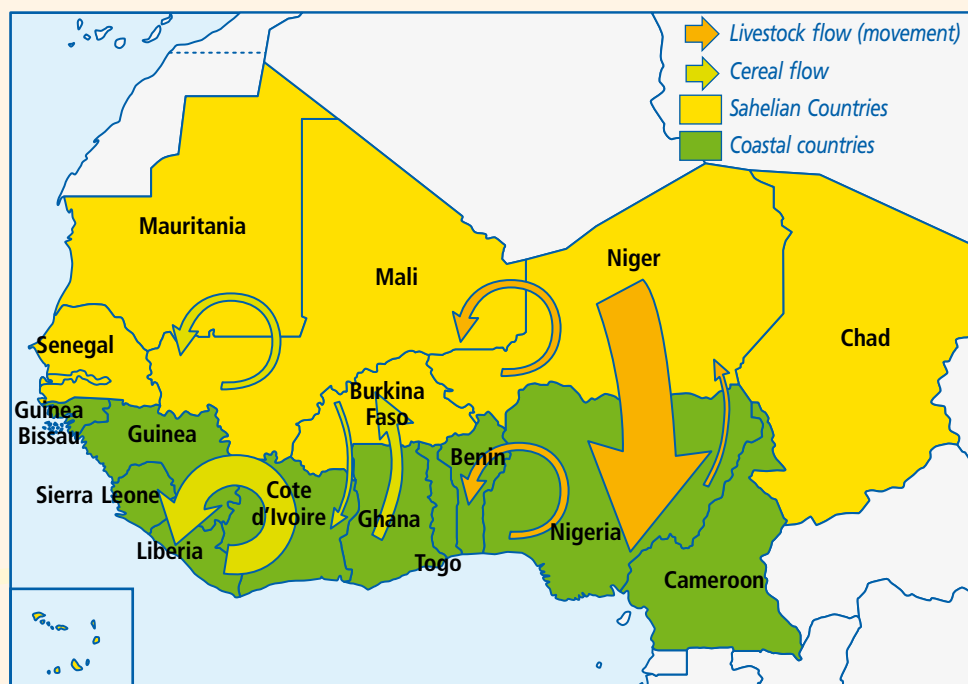 Livestock flow (movement)
Cereal flow
Sahelian Countries
Coastal countries
Mauritania
Mali
Niger
Chad
Senegal
Burkina
Faso
Guinea
Bissau
Guinea
Benin
Sierra Leone
Cote
d'Ivoire
Ghana
Nigeria
Liberia
Togo
Cameroon